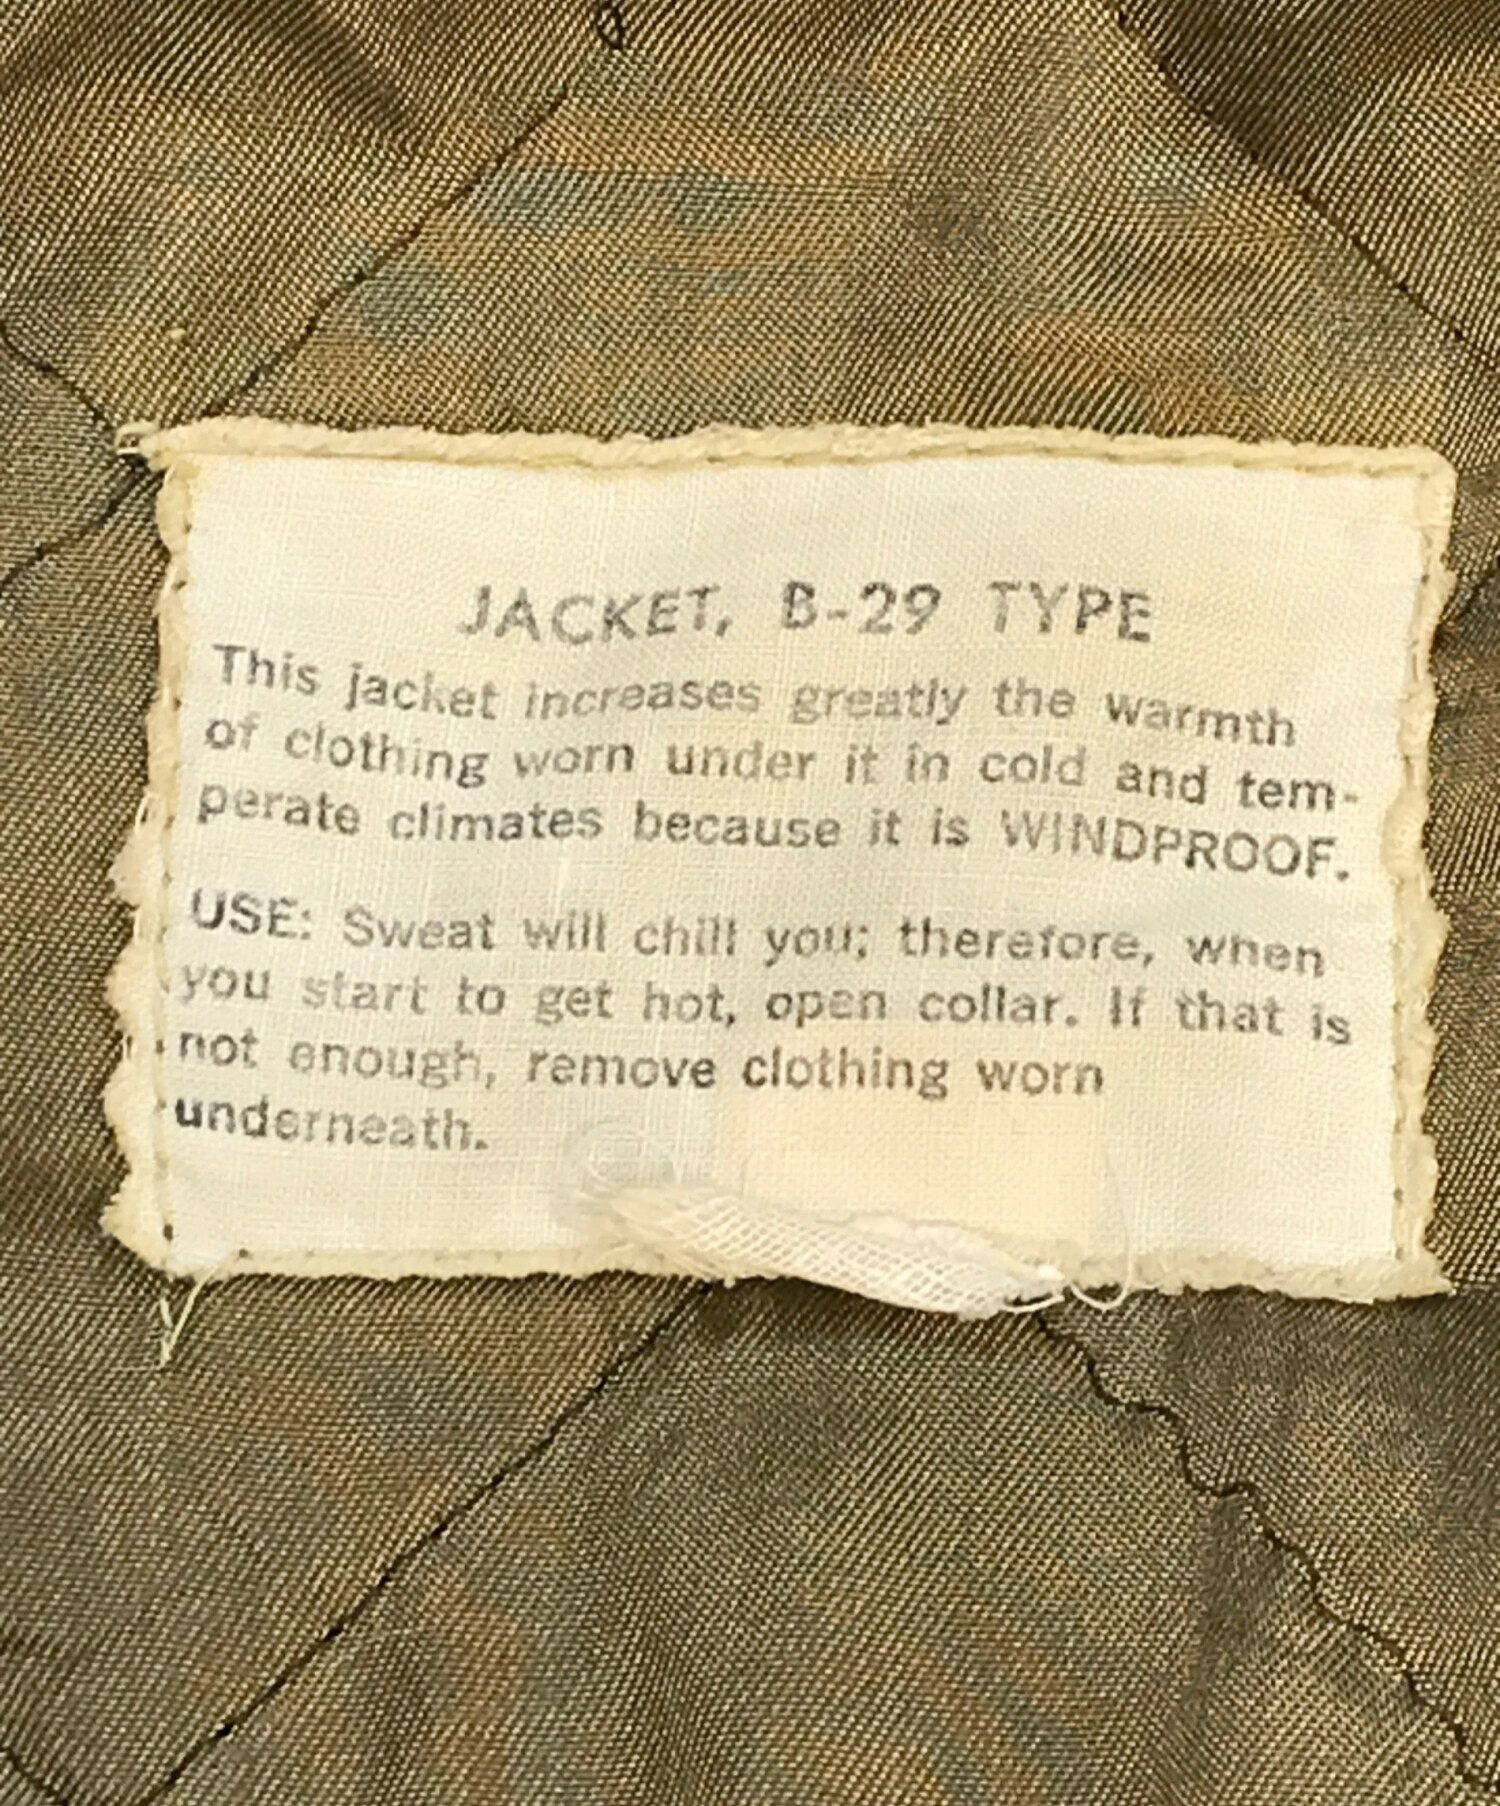 JACKET, B-29 TYPE
This jacket increases greatly the warmth
of clothing worn under it in cold and tem-
perate climates because it is WINDPROOF.
USE: Sweat will chill you; therefore, when
you start to get hot, open collar. If that is
not enough, remove clothing worn
underneath.